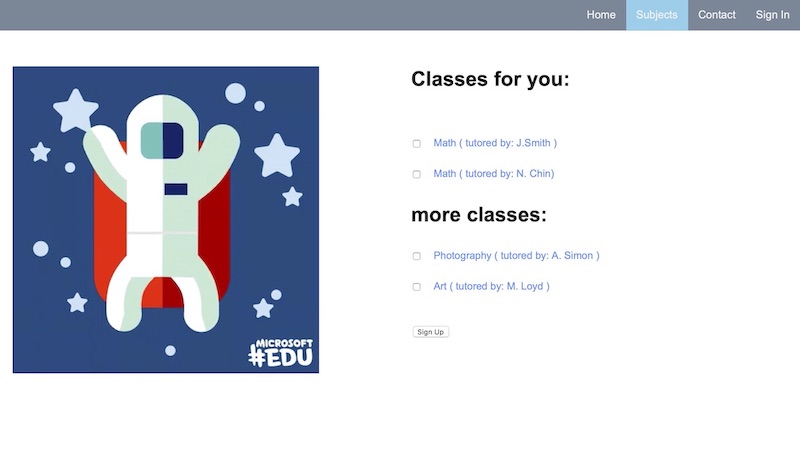 Home
Subjects
Contact
Sign In
Classes for you:
Math ( tutored by: J.Smith )
Math ( tutored by: N. Chin)
more classes:
Photography ( tutored by: A. Simon )
Art ( tutored by: M. Loyd )
Sign Up
MICROSOFT
#EDU